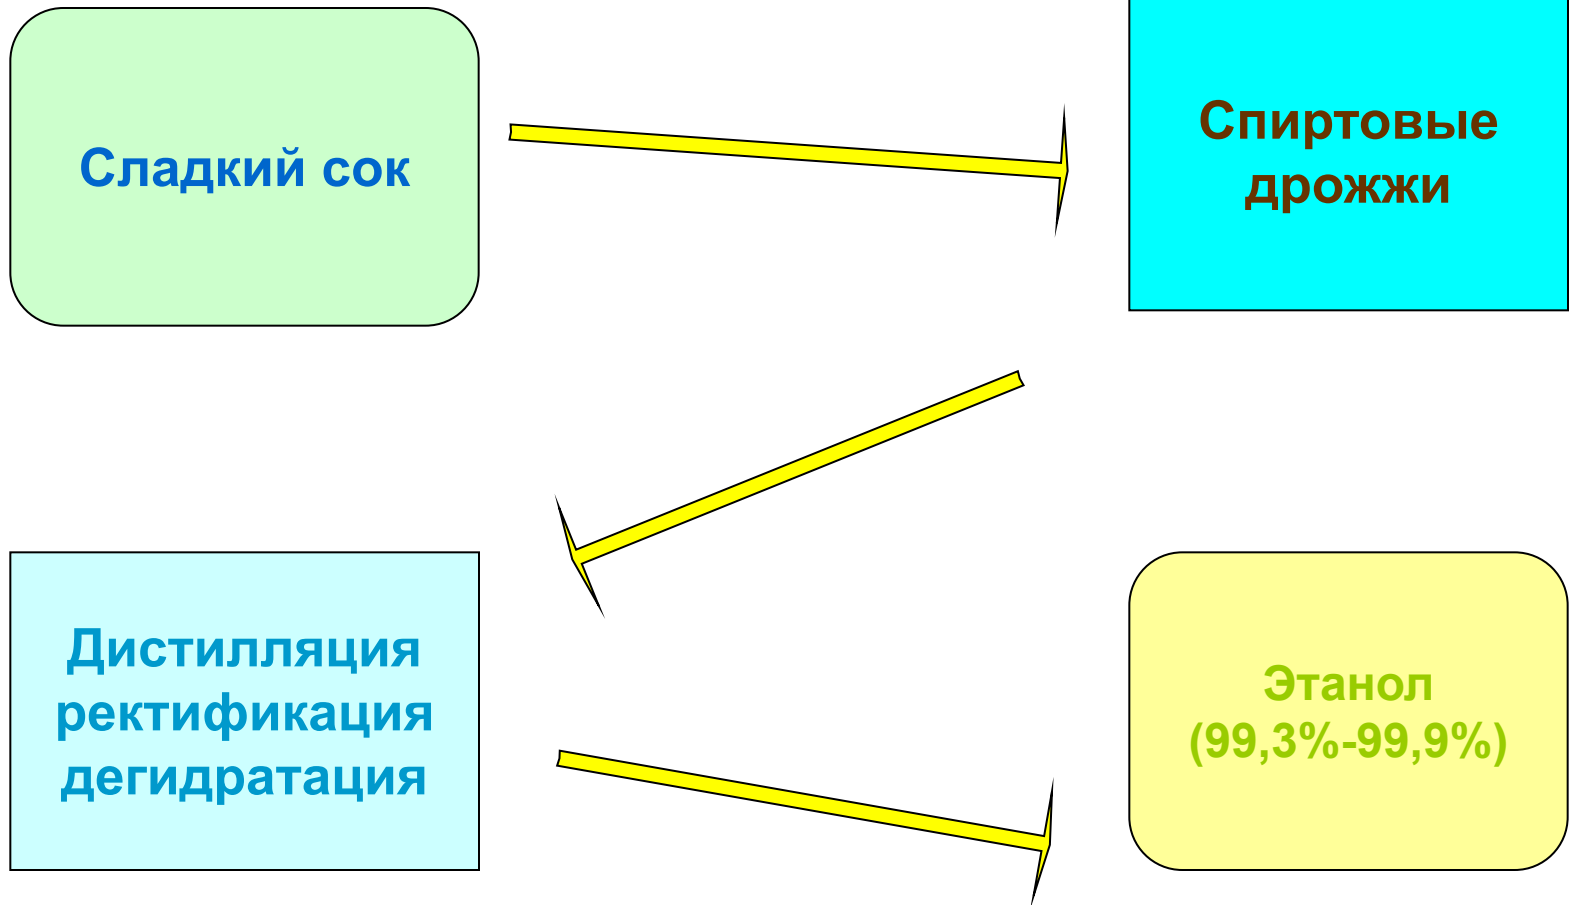 Сладкий сок
Спиртовые
дрожжи
Дистилляция
ректификация
дегидратация
Этанол
(99,3%-99,9%)